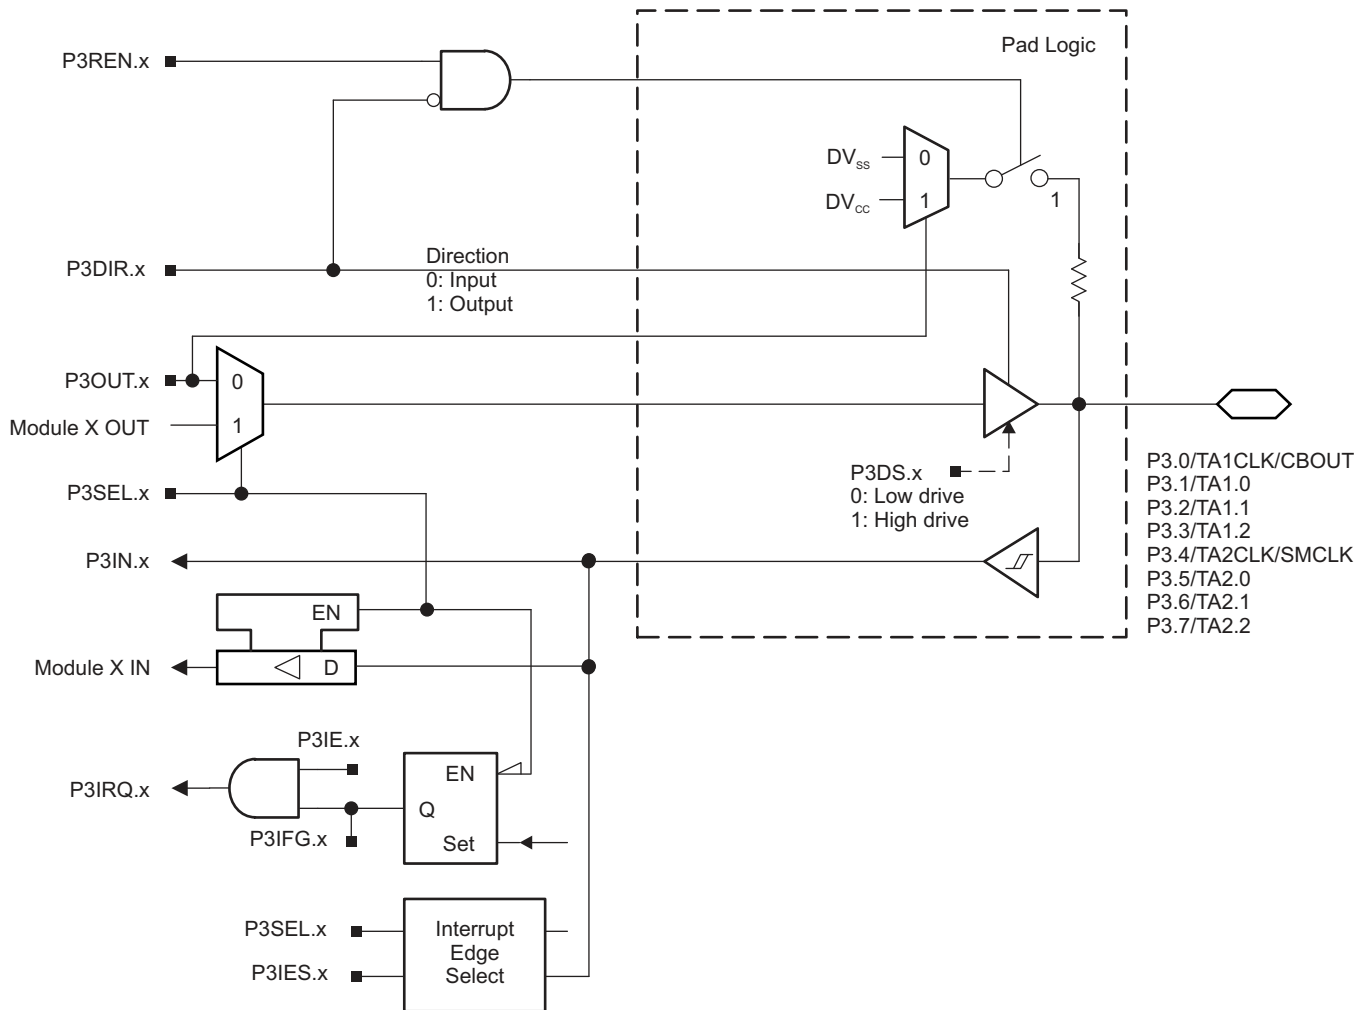 Pad Logic
P3REN.x
DVSS
0
DVCC
1
1
P3DIR.x
Direction
0: Input
1: Output
P3OUT.x
0
Module X OUT
1
P3SEL.x
P3DS.x
0: Low drive
1: High drive
P3.0/TA1CLK/CBOUT
P3.1/TA1.0
P3.2/TA1.1
P3.3/TA1.2
P3.4/TA2CLK/SMCLK
P3.5/TA2.0
P3.6/TA2.1
P3.7/TA2.2
P3IN.x
EN
Module X IN
D
P3IE.x
P3IRQ.x
EN
Q
P3IFG.x
Set
P3SEL.x
P3IES.x
Interrupt
Edge
Select